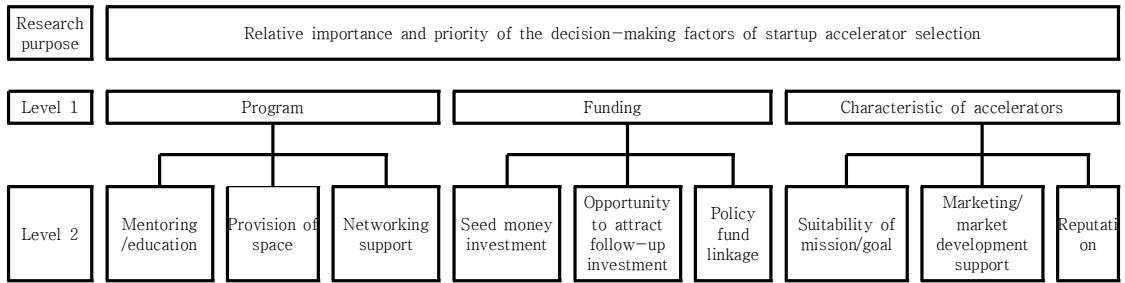 Research
purpose
Relative importance and priority of the decision-making factors of startup accelerator selection
Level 1
Program
Funding
Characteristic of accelerators
Level 2
Mentoring
/education
Provision of
space
Networking
support
Seed money
investment
Opportunity
to attract
follow-up
investment
Policy
fund
linkage
Suitability of
mission/goal
Marketing/
market
development
support
Reputati
on